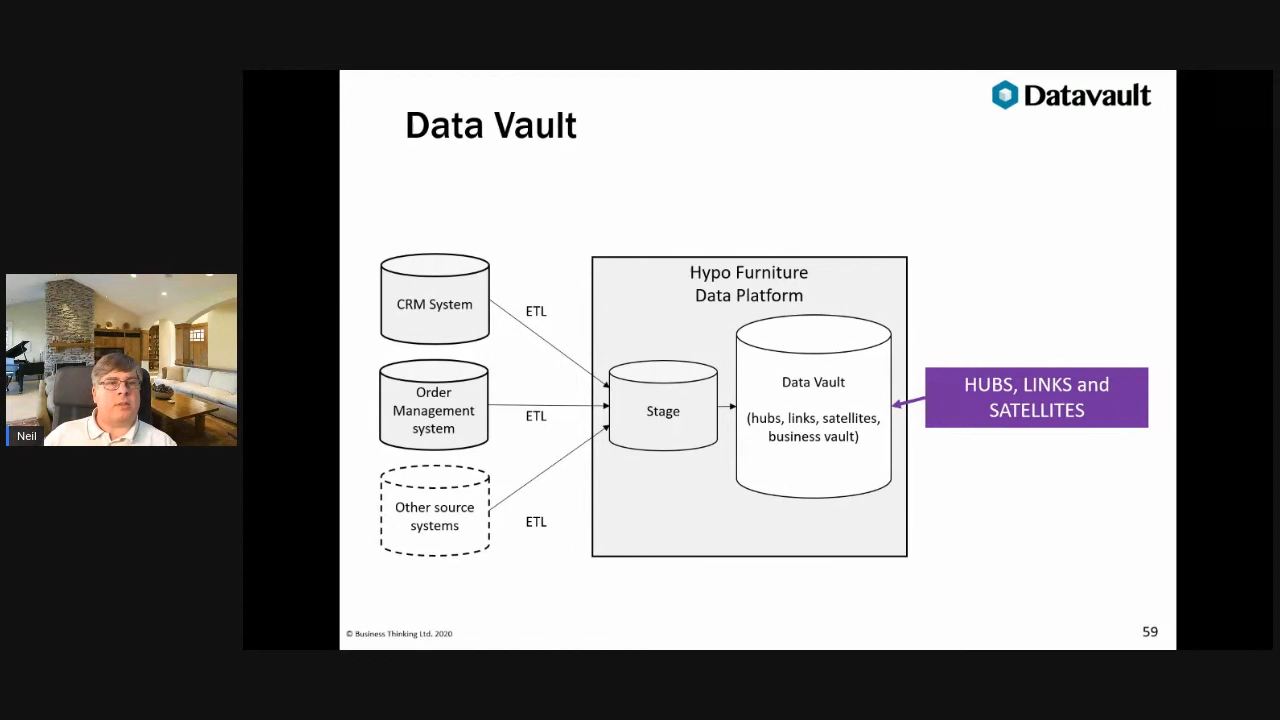 Datavault
Data Vault
Hypo Furniture
Data Platform
CRM System
ETL
Order
Management
system
ETL
Other source
systems
ETL
Stage
Data Vault
(hubs, links, satellites,
business vault)
HUBS, LINKS and
SATELLITES
Neil
© Business Thinking Ltd. 2020
59